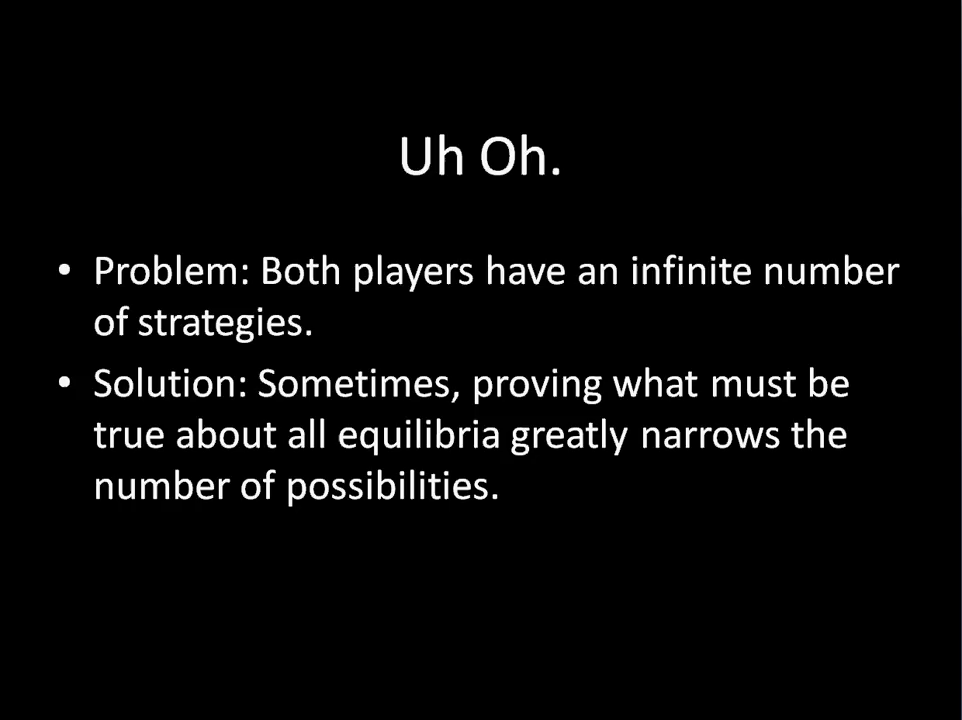 Uh Oh.
• Problem: Both players have an infinite number
of strategies.
• Solution: Sometimes, proving what must be
true about all equilibria greatly narrows the
number of possibilities.